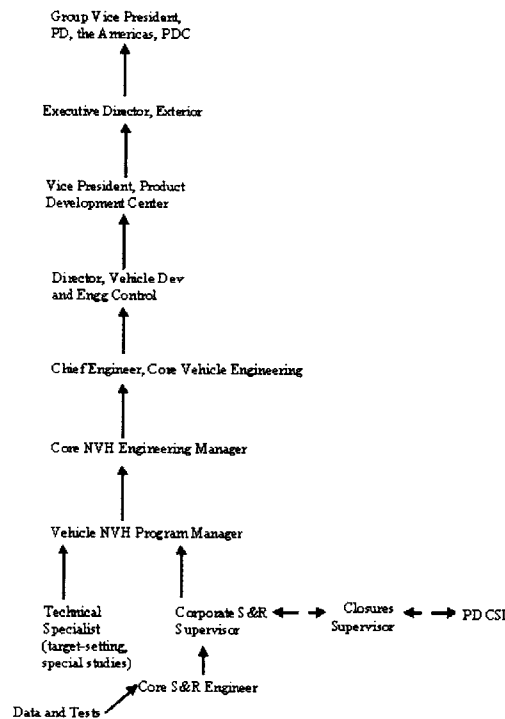 Group Vice President,
PD, the Americas, PDC
Executive Director, Exterior
Vice President, Product
Development Center
Director, Vehicle Dev
and Engg Control
Chief Engineer, Core Vehicle Engineering
Core NVH Engineering Manager
Vehicle NVH Program Manager
Technical
Specialist
(target-setting,
special studies)
Corporate S&R
Supervisor
Closures
Supervisor
PD CSI
Core S&R Engineer
Data and Tests